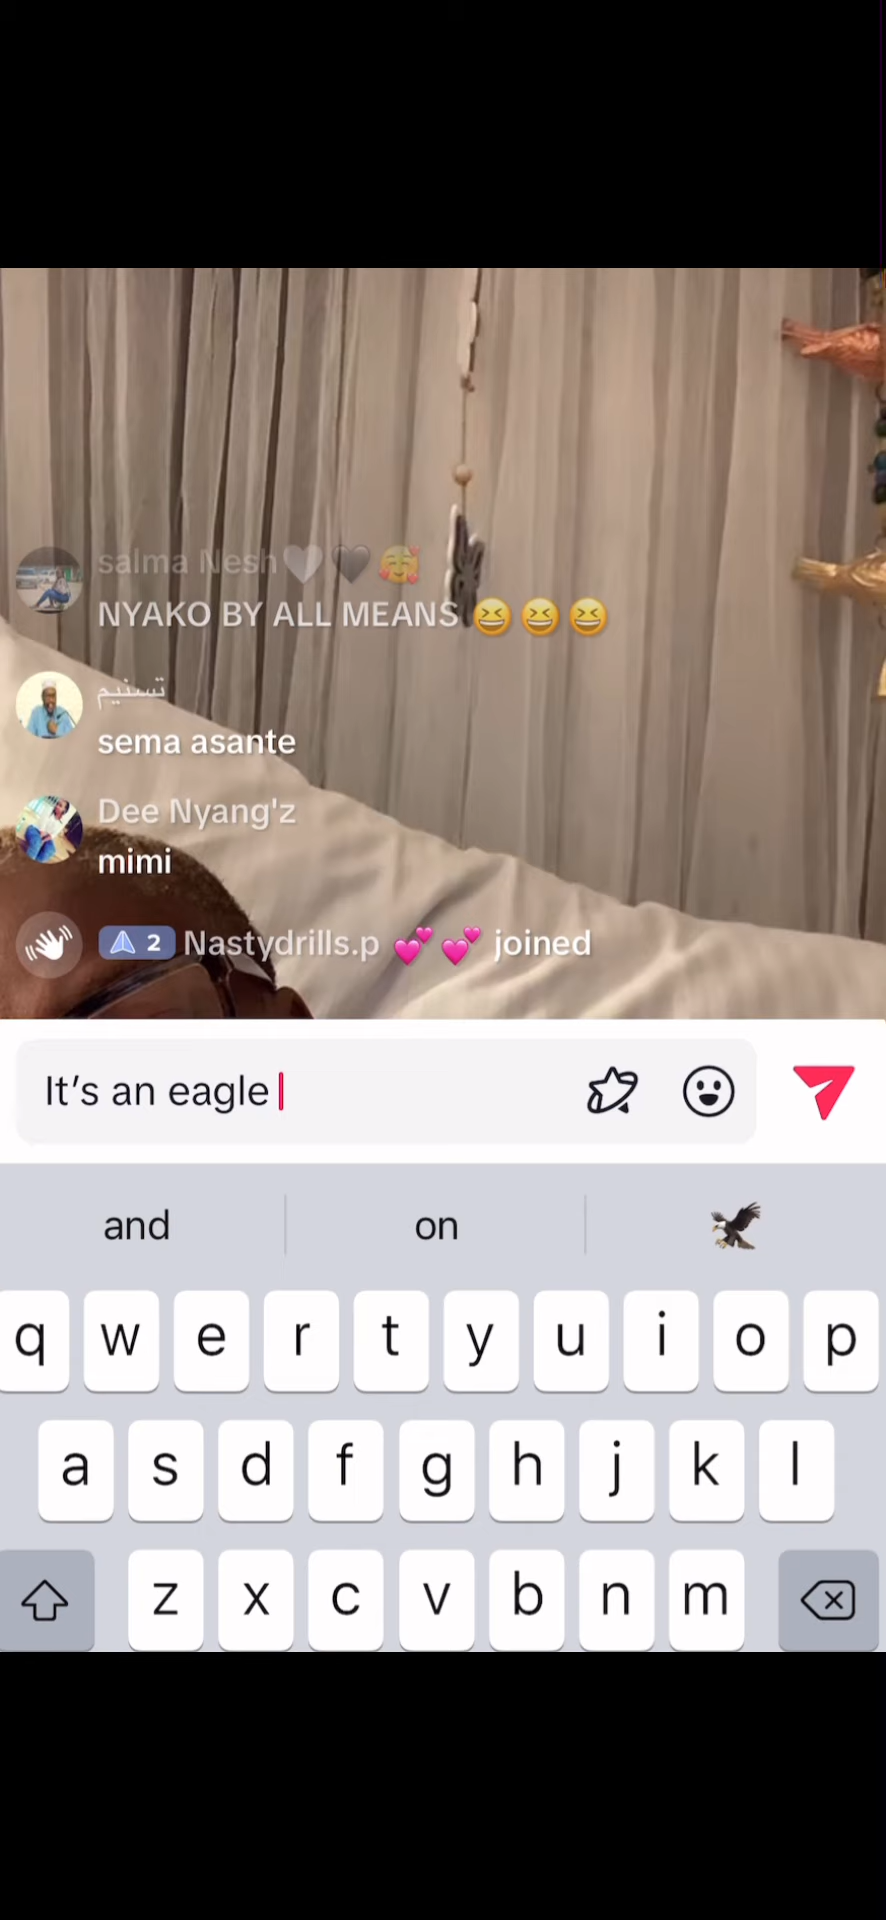 salma Nesh🤍🖤🥰
NYAKO BY ALL MEANS😆😆😆
تسنيم
sema asante
Dee Nyang'z
mimi
2 Nastydrills.p 💕💕 joined
It's an eagle
and on 🦅
q w e r t y u i o p
a s d f g h j k l
z x c v b n m